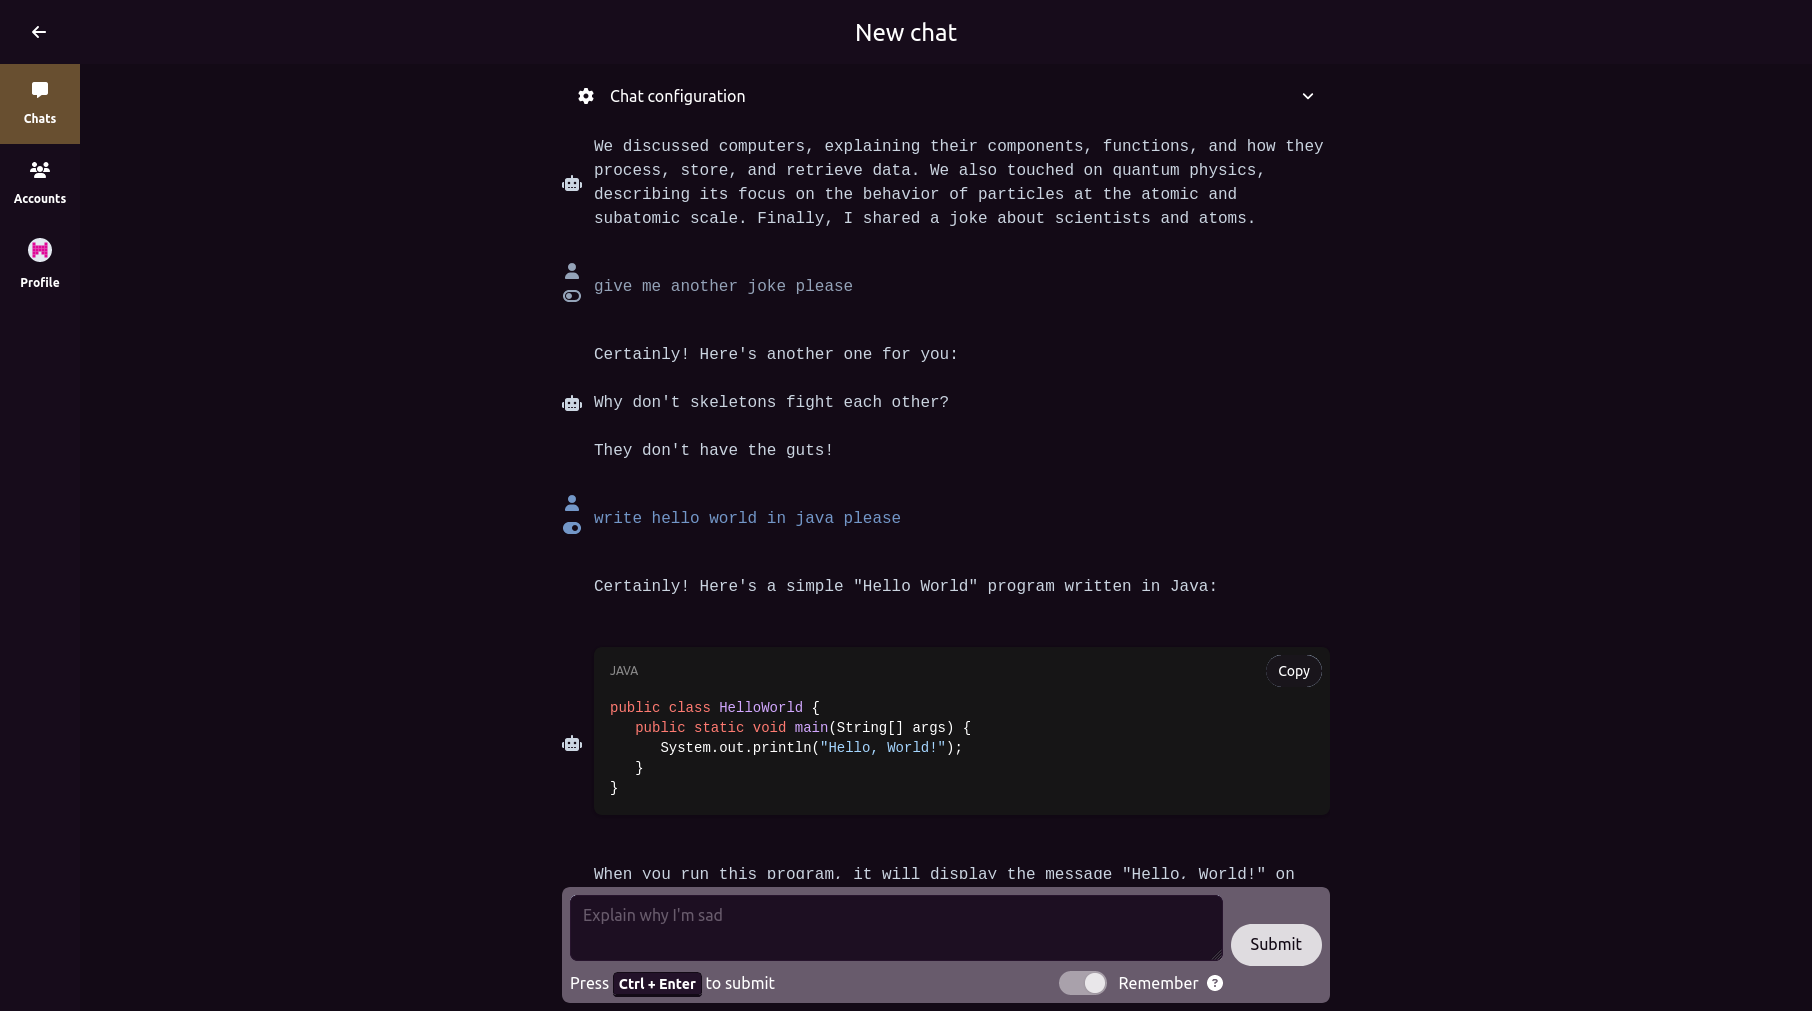 New chat
Chats
Accounts
Profile
Chat configuration
We discussed computers, explaining their components, functions, and how they
process, store, and retrieve data. We also touched on quantum physics,
describing its focus on the behavior of particles at the atomic and
subatomic scale. Finally, I shared a joke about scientists and atoms.
give me another joke please
Certainly! Here's another one for you:
Why don't skeletons fight each other?
They don't have the guts!
write hello world in java please
Certainly! Here's a simple "Hello World" program written in Java:
JAVA
Copy
public class HelloWorld {
   public static void main(String[] args) {
      System.out.println("Hello, World!");
   }
}
When you run this program, it will display the message "Hello, World!" on
Explain why I'm sad
Submit
Press Ctrl + Enter to submit
Remember ?